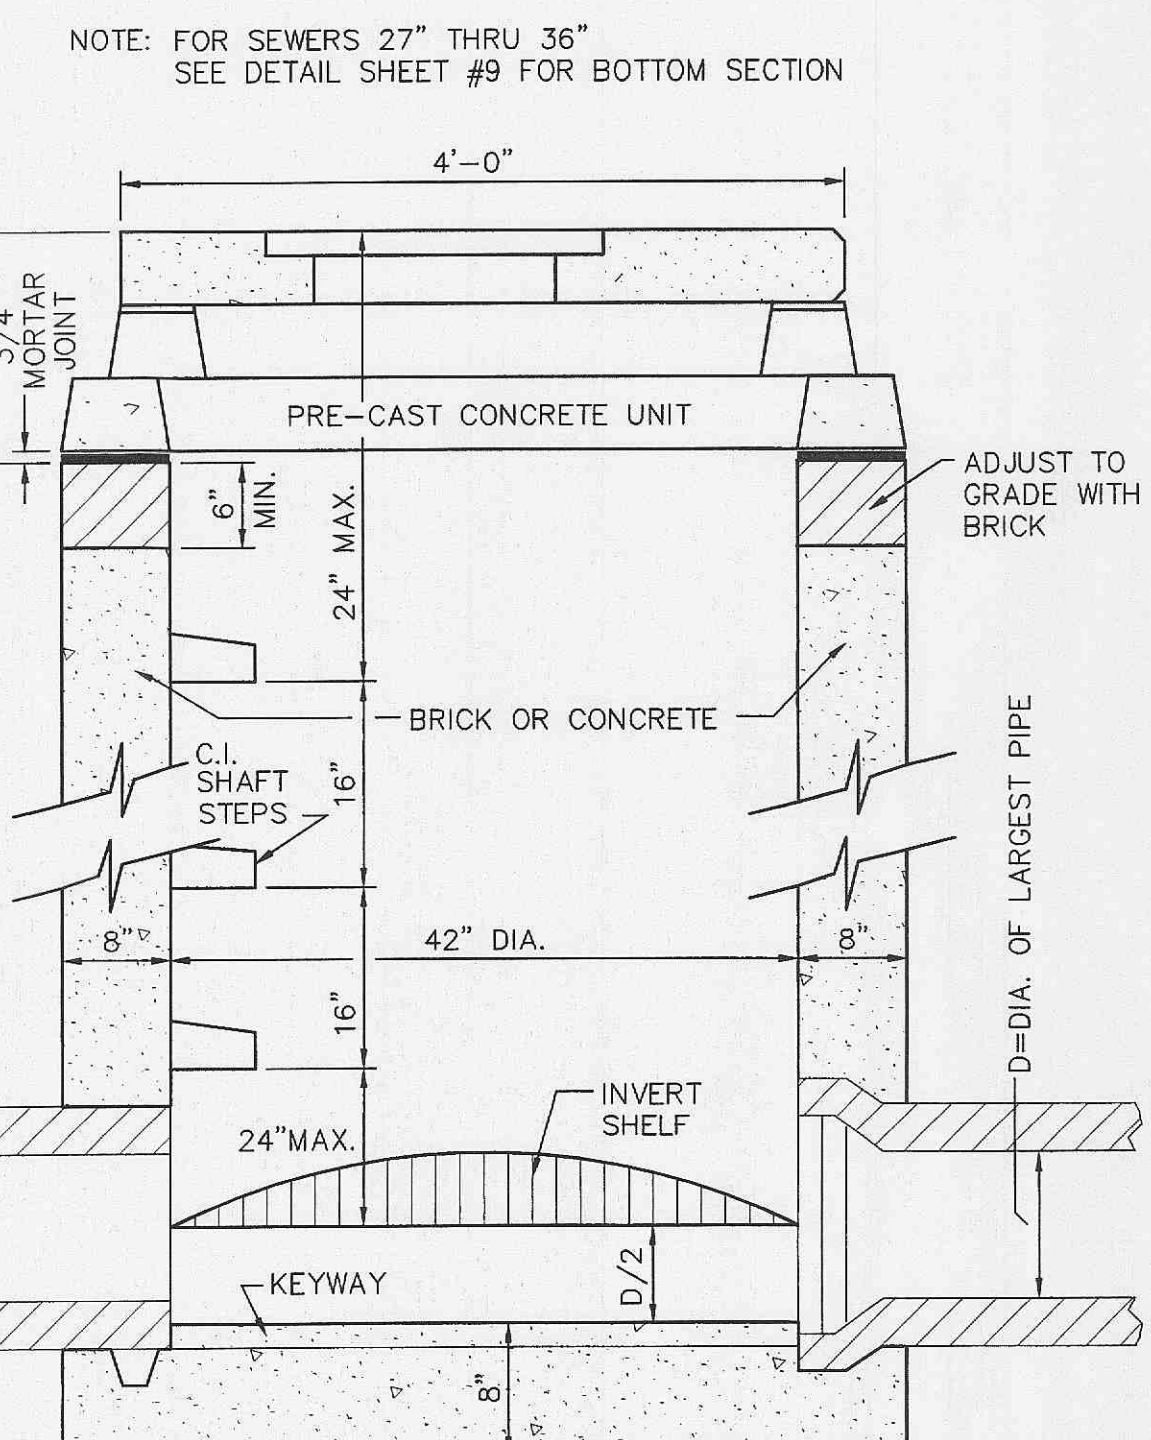 NOTE: FOR SEWERS 27" THRU 36"
SEE DETAIL SHEET #9 FOR BOTTOM SECTION
4'-0"
MORTAR
JOINT
PRE-CAST CONCRETE UNIT
6"
MIN.
24" MAX.
ADJUST TO
GRADE WITH
BRICK
BRICK OR CONCRETE
C.I.
SHAFT
STEPS
16"
D=DIA. OF LARGEST PIPE
8"
42" DIA.
8"
16"
INVERT
SHELF
24"MAX.
D/2
KEYWAY
8"